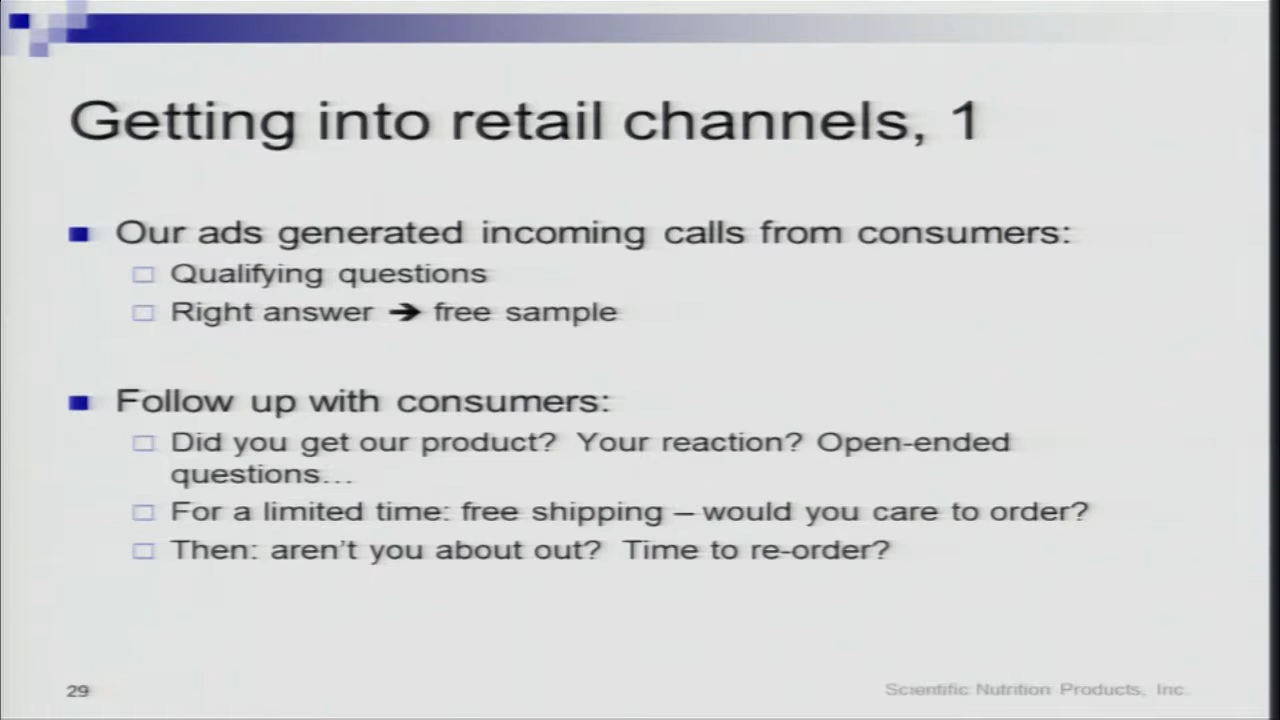 Getting into retail channels, 1
Our ads generated incoming calls from consumers:
Qualifying questions
Right answer ➔ free sample
Follow up with consumers:
Did you get our product? Your reaction? Open-ended
questions…
For a limited time: free shipping – would you care to order?
Then: aren't you about out? Time to re-order?
29
Scientific Nutrition Products, Inc.